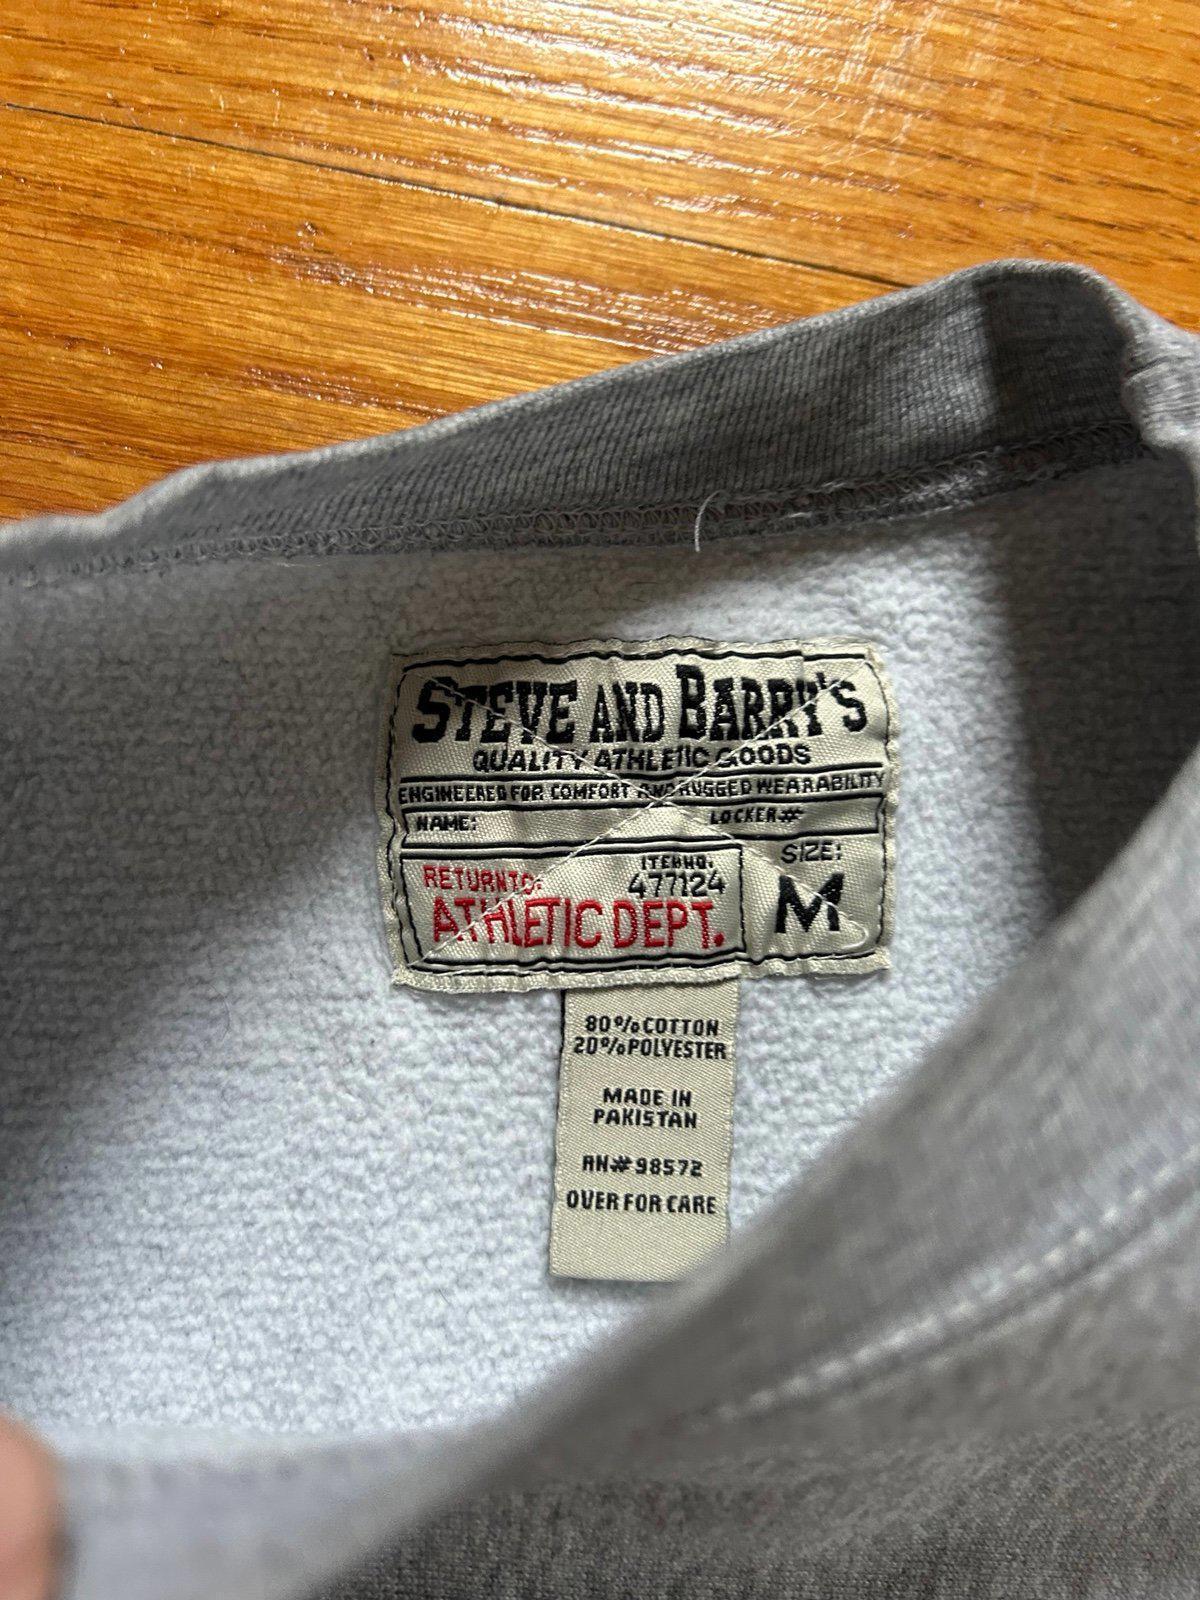 STEVE AND BARRY'S
QUALITY ATHLETIC GOODS
ENGINEERED FOR COMFORT AND RUGGED WEARABILITY
NAME: LOCKER#
RETURN TO: ITEM NO. SIZE:
477124
ATHLETIC DEPT. M
80% COTTON
20% POLYESTER
MADE IN
PAKISTAN
RN# 98572
OVER FOR CARE